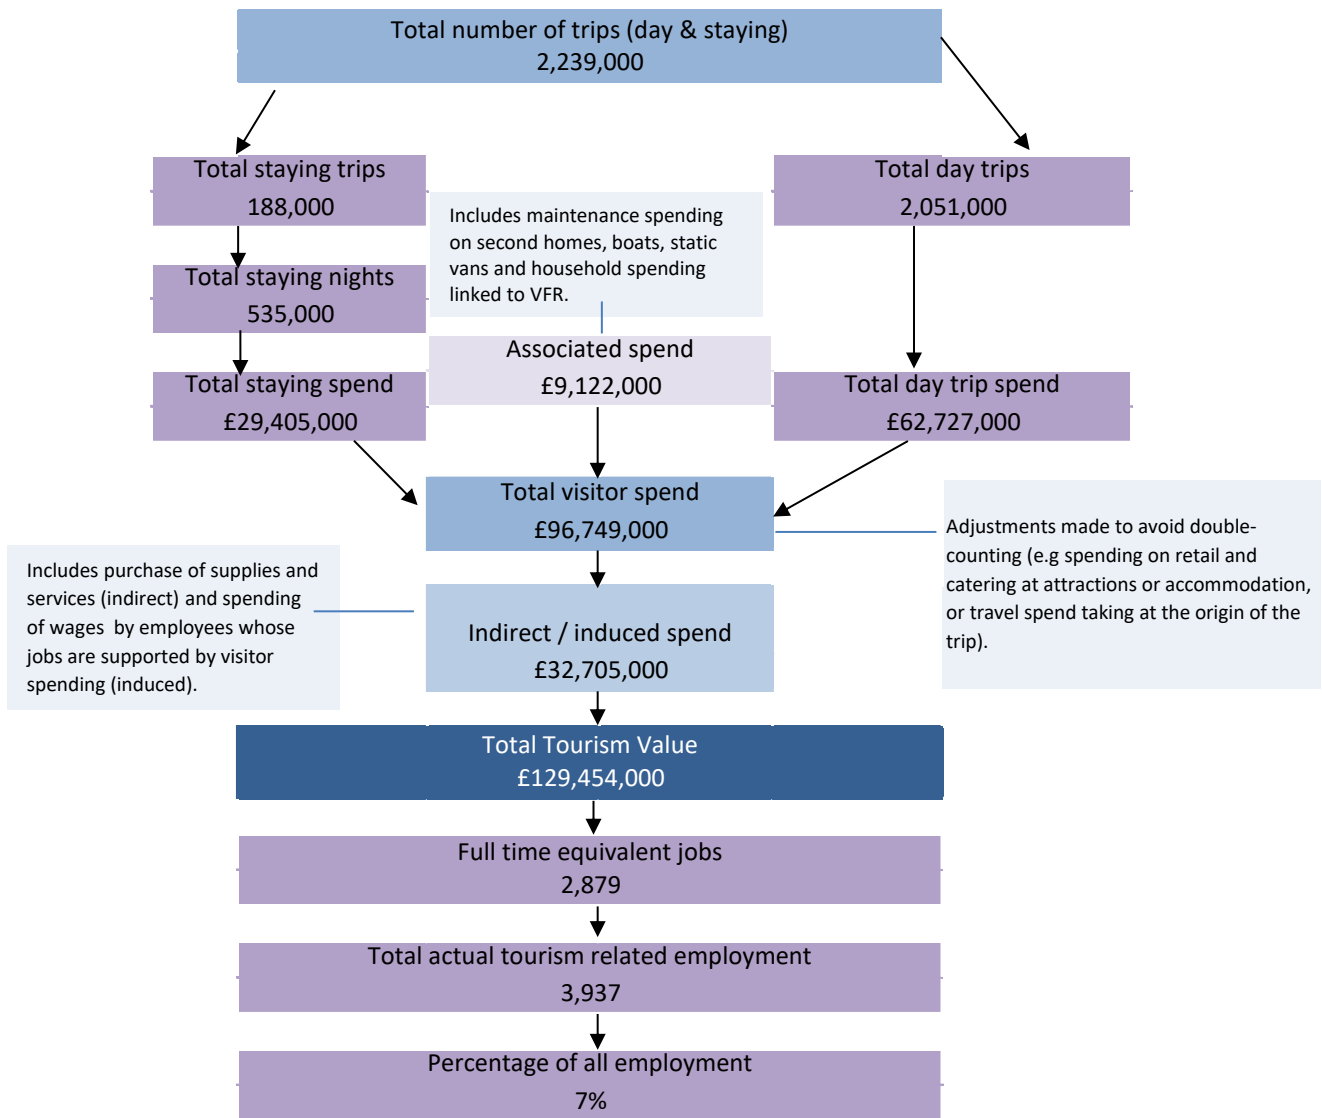 Total number of trips (day & staying)
2,239,000
Total staying trips
188,000
Total day trips
2,051,000
Includes maintenance spending
on second homes, boats, static
vans and household spending
linked to VFR.
Total staying nights
535,000
Associated spend
£9,122,000
Total staying spend
£29,405,000
Total day trip spend
£62,727,000
Total visitor spend
£96,749,000
Adjustments made to avoid double-
counting (e.g spending on retail and
catering at attractions or accommodation,
or travel spend taking at the origin of the
trip).
Includes purchase of supplies and
services (indirect) and spending
of wages by employees whose
jobs are supported by visitor
spending (induced).
Indirect / induced spend
£32,705,000
Total Tourism Value
£129,454,000
Full time equivalent jobs
2,879
Total actual tourism related employment
3,937
Percentage of all employment
7%